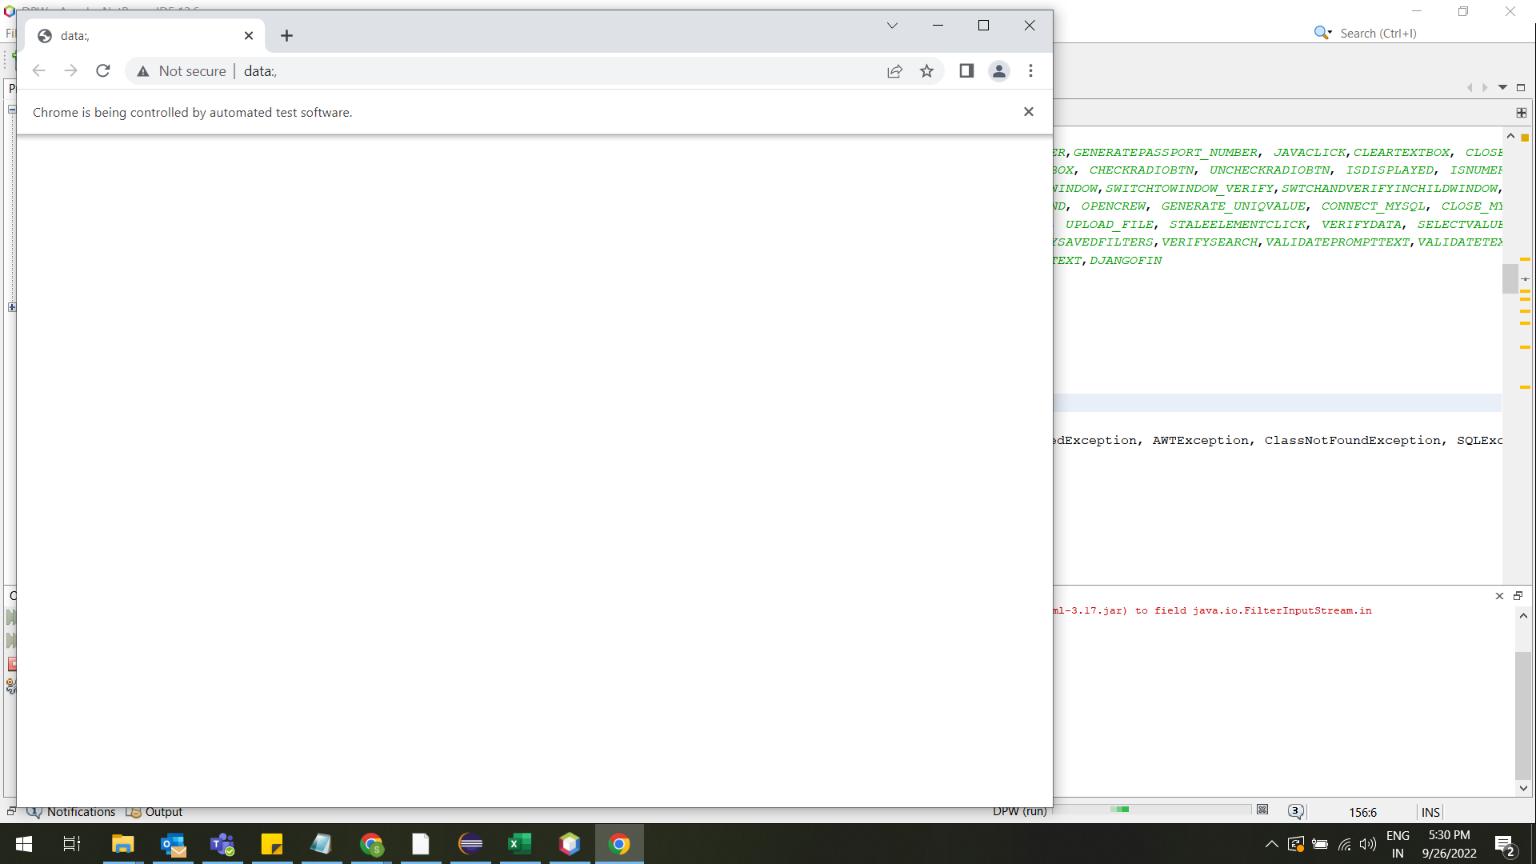 data:,
Search (Ctrl+I)
Not secure
data:,
Chrome is being controlled by automated test software.
ER,GENERATEPASSPORT_NUMBER, JAVACLICK,CLEARTEXTBOX, CLOSE
BOX, CHECKRADIOBTN, UNCHECKRADIOBTN, ISDISPLAYED, ISNUMER
WINDOW,SWITCHTOWINDOW_VERIFY,SWTCHANDVERIFYINCHILDWINDOW,
ND, OPENCREW, GENERATE_UNIQVALUE, CONNECT_MYSQL, CLOSE_MY
UPLOAD_FILE, STALEELEMENTCLICK, VERIFYDATA, SELECTVALUE
YSAVEDFILTERS,VERIFYSEARCH,VALIDATEPROMPTTEXT,VALIDATETEX
TEXT,DJANGOFIN
edException, AWTException, ClassNotFoundException, SQLExc
ml-3.17.jar) to field java.io.FilterInputStream.in
Notifications
Output
DPW (run)
3
156:6
INS
ENG
IN
5:30 PM
9/26/2022
2